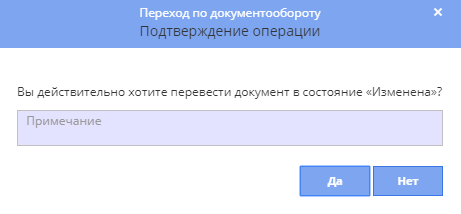 Переход по документообороту
Подтверждение операции
Вы действительно хотите перевести документ в состояние «Изменена»?
Примечание
Да Нет